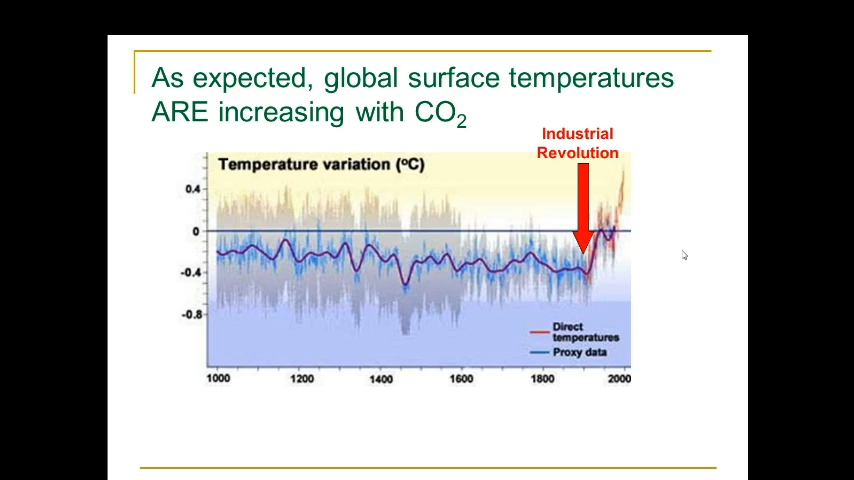 As expected, global surface temperatures
ARE increasing with CO₂
Industrial
Revolution
Temperature variation (ºC)
0.4
0
-0.4
-0.8
Direct
temperatures
Proxy data
1000 1200 1400 1600 1800 2000